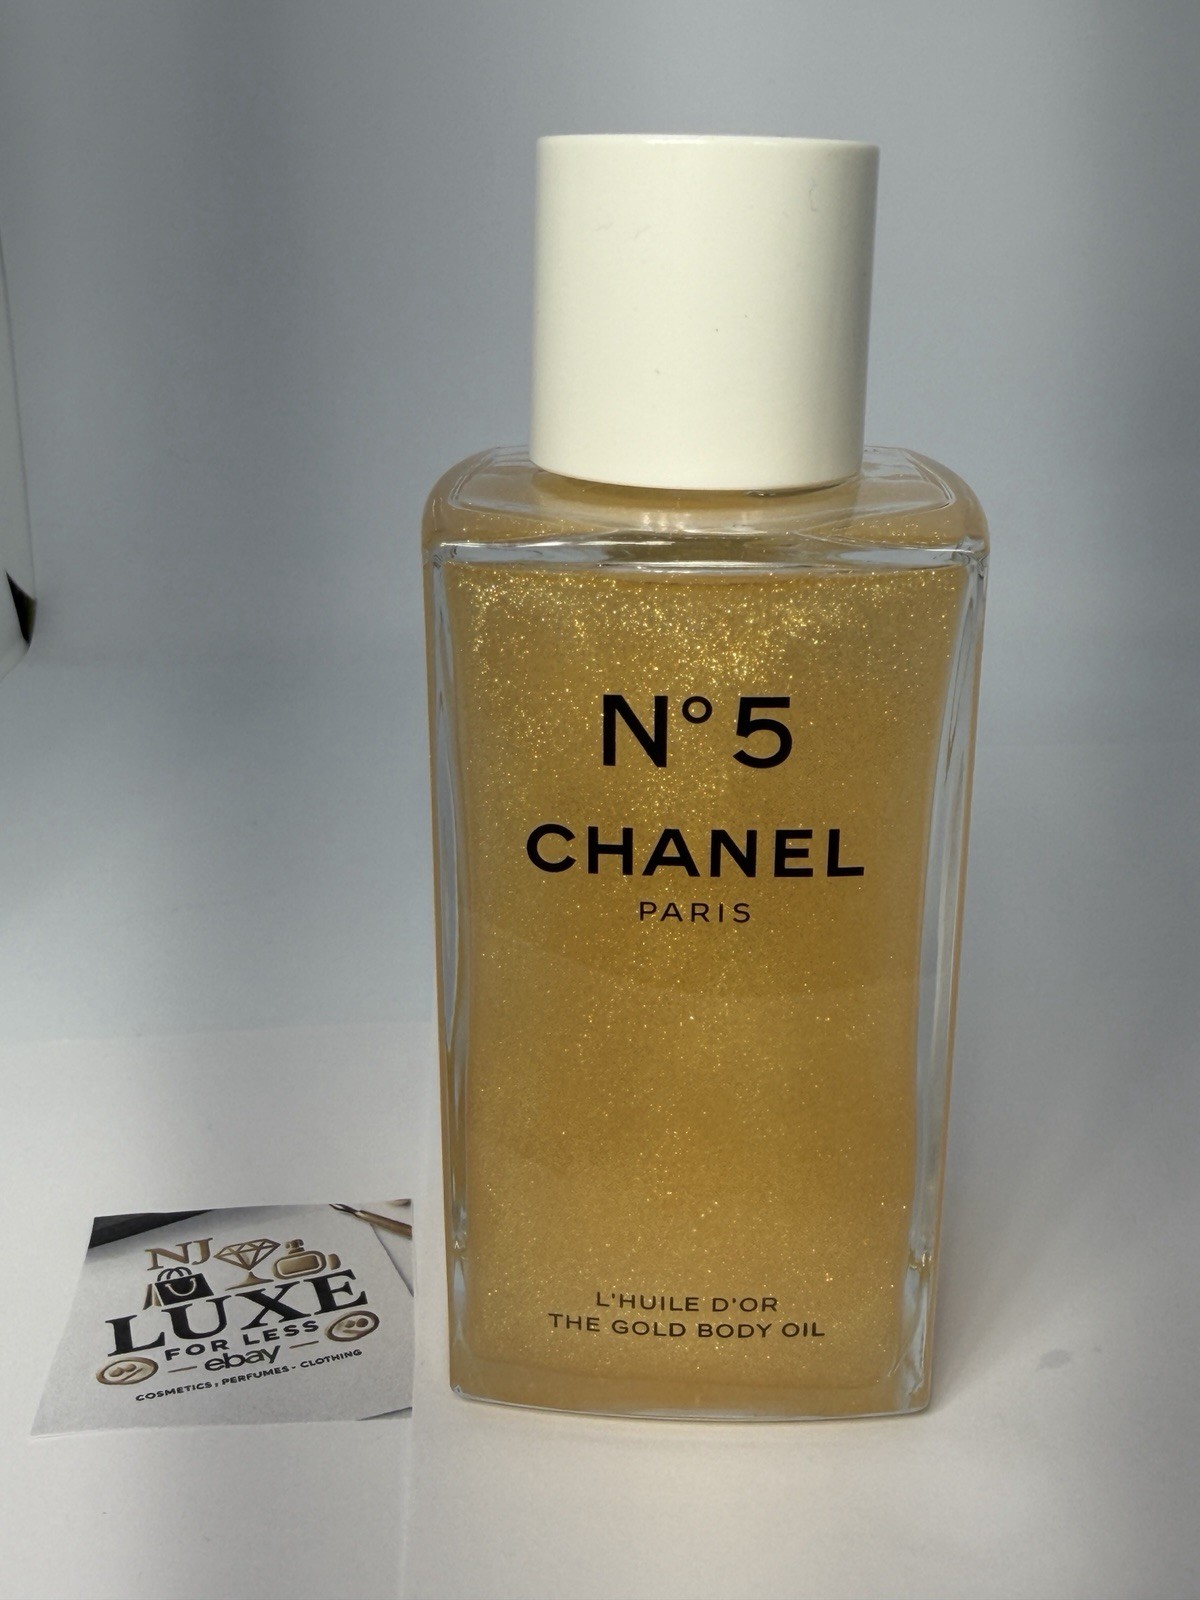 N°5
CHANEL
PARIS
L'HUILE D'OR
THE GOLD BODY OIL
NJ
LUXE
FOR LESS
ebay
COSMETICS, PERFUMES - CLOTHING